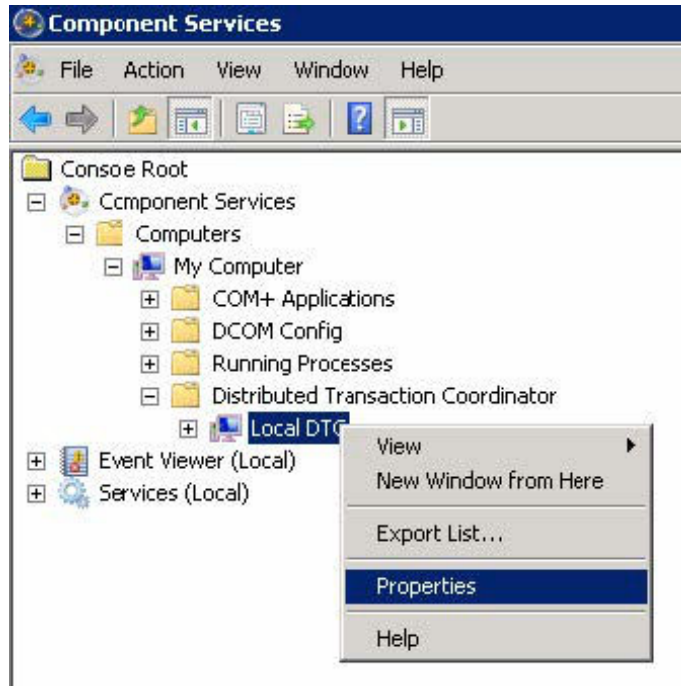 Component Services
File Action View Window Help
Consoe Root
Component Services
Computers
My Computer
COM+ Applications
DCOM Config
Running Processes
Distributed Transaction Coordinator
Local DTC
Event Viewer (Local)
Services (Local)
View
New Window from Here
Export List...
Properties
Help